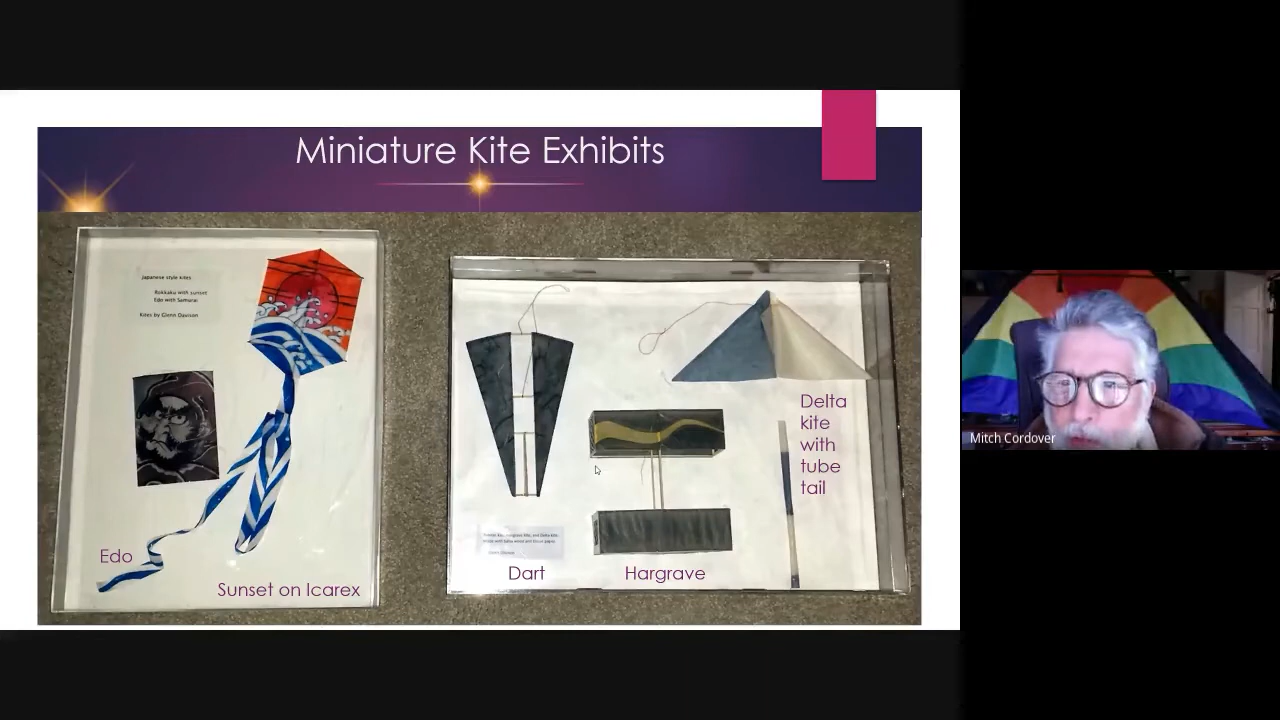 Miniature Kite Exhibits
Japanese style kites
Rokkaku with sunset
Edo with Samurai
Kites by Glenn Davison
Edo
Sunset on Icarex
Dart
Hargrave
Delta
kite
with
tube
tail
Mitch Cordover